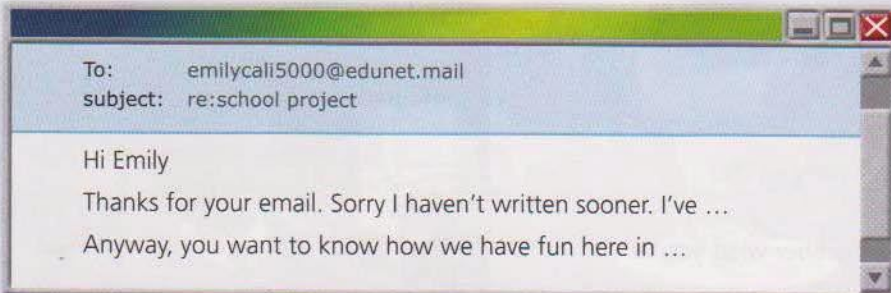 To: emilycali5000@edunet.mail
subject: re:school project
Hi Emily
Thanks for your email. Sorry I haven't written sooner. I've …
Anyway, you want to know how we have fun here in …